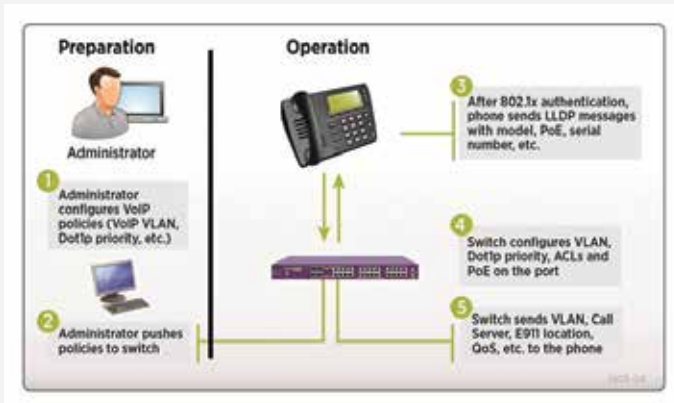 Preparation
Operation
Administrator
1
Administrator
configures VoIP
policies (VoIP VLAN,
Dot1p priority, etc.)
2
Administrator pushes
policies to switch
3
After 802.1x authentication,
phone sends LLDP messages
with model, PoE, serial
number, etc.
4
Switch configures VLAN,
Dot1p priority, ACLs and
PoE on the port
5
Switch sends VLAN, Call
Server, E911 location,
QoS, etc. to the phone